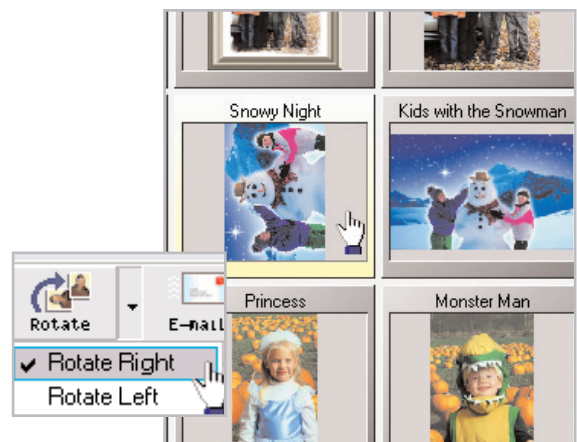 Snowy Night
Kids with the Snowman
Princess
Monster Man
Rotate
E-mail
Rotate Right
Rotate Left